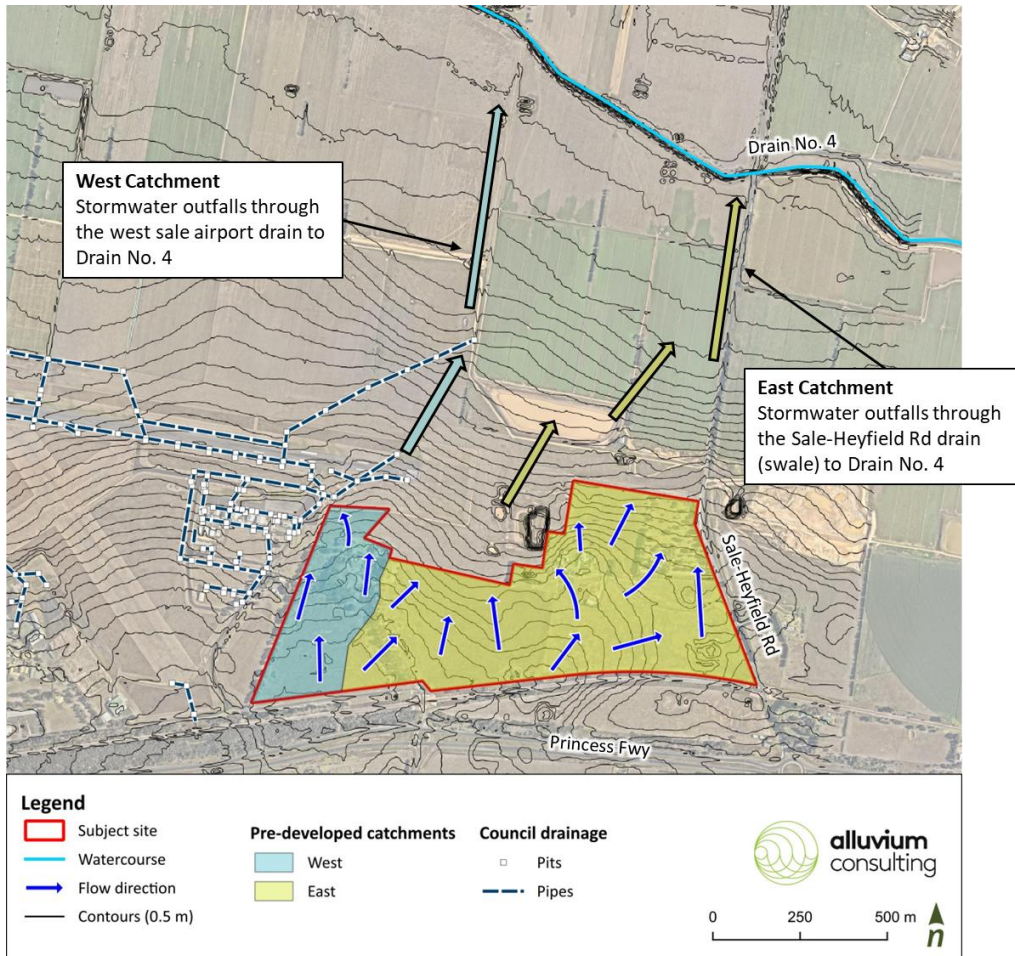 West Catchment
Stormwater outfalls through
the west sale airport drain to
Drain No. 4
Drain No. 4
East Catchment
Stormwater outfalls through
the Sale-Heyfield Rd drain
(swale) to Drain No. 4
Sale-Heyfield Rd
Princess Fwy
Legend
Subject site
Watercourse
Flow direction
Contours (0.5 m)
Pre-developed catchments
West
East
Council drainage
Pits
Pipes
alluvium
consulting
0 250 500 m
n